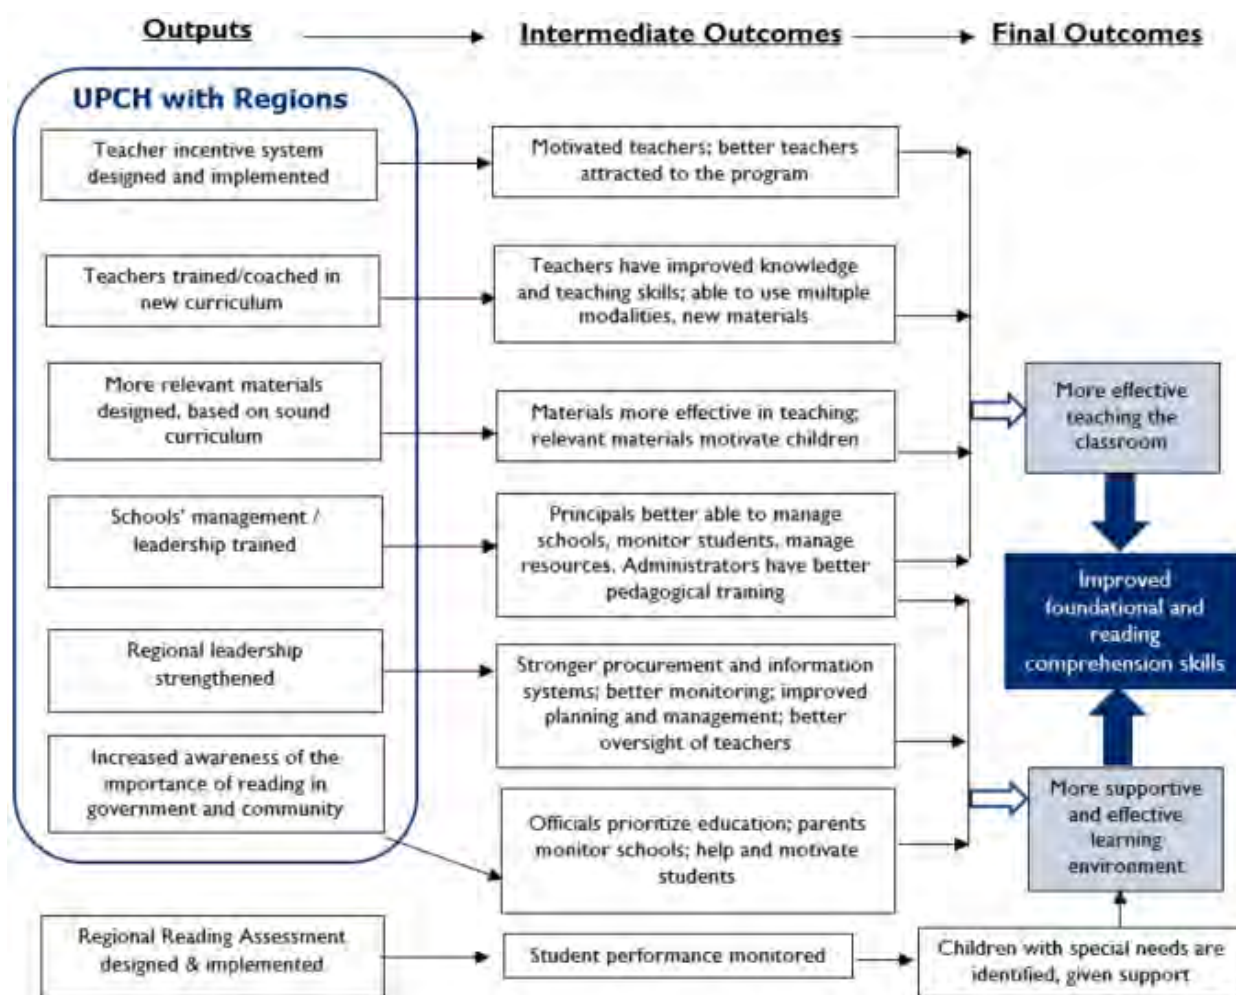 Outputs
Intermediate Outcomes
Final Outcomes
UPCH with Regions
Teacher incentive system
designed and implemented
Motivated teachers; better teachers
attracted to the program
Teachers trained/coached in
new curriculum
Teachers have improved knowledge
and teaching skills; able to use multiple
modalities, new materials
More relevant materials
designed, based on sound
curriculum
Materials more effective in teaching;
relevant materials motivate children
More effective
teaching the
classroom
Schools' management /
leadership trained
Principals better able to manage
schools, monitor students, manage
resources. Administrators have better
pedagogical training
Improved
foundational and
reading
comprehension skills
Regional leadership
strengthened
Stronger procurement and information
systems; better monitoring; improved
planning and management; better
oversight of teachers
Increased awareness of the
importance of reading in
government and community
Officials prioritize education; parents
monitor schools; help and motivate
students
More supportive
and effective
learning
environment
Regional Reading Assessment
designed & implemented
Student performance monitored
Children with special needs are
identified, given support